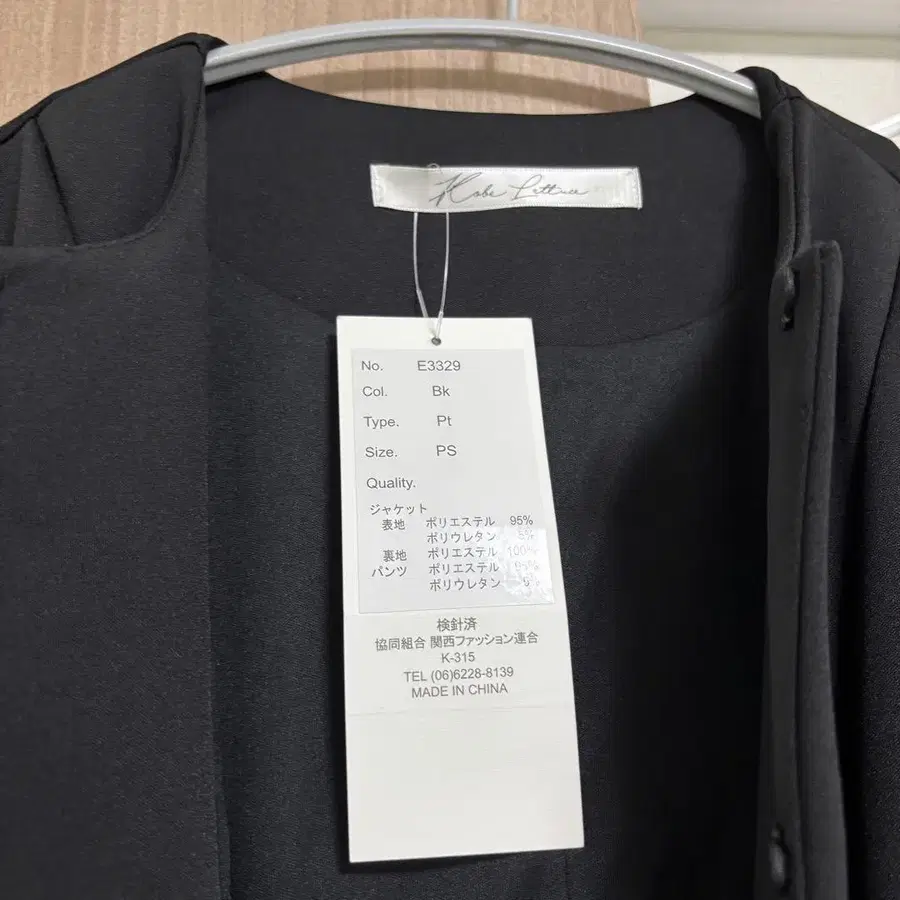 Kobe Lettuce
No. E3329
Col. Bk
Type. Pt
Size. PS
Quality.
ジャケット
表地 ポリエステル 95%
ポリウレタン 5%
裏地 ポリエステル 100%
パンツ ポリエステル 95%
ポリウレタン 5%
検針済
協同組合 関西ファッション連合
K-315
TEL (06)6228-8139
MADE IN CHINA